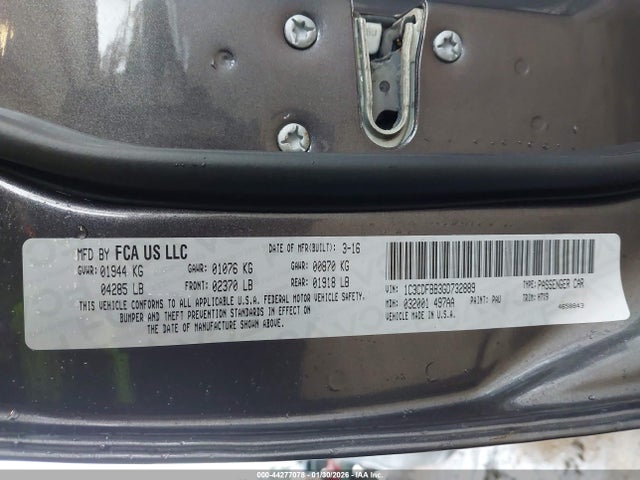 MFD BY FCA US LLC DATE OF MFR(BUILT): 3-16
GVWR: 01944 KG GAWR: 01076 KG GAWR: 00870 KG
04285 LB FRONT: 02370 LB REAR: 01918 LB
THIS VEHICLE CONFORMS TO ALL APPLICABLE U.S.A. FEDERAL MOTOR VEHICLE SAFETY,
BUMPER AND THEFT PREVENTION STANDARDS IN EFFECT ON
THE DATE OF MANUFACTURE SHOWN ABOVE.
VIN: 1C3CDFBB3GD732889 TYPE: PASSENGER CAR
MDH: 032001 497AA PAINT: PAU TRIM: H7X9
VEHICLE MADE IN U.S.A. 4658843
000-44277078 - 01/30/2026 - IAA Inc.